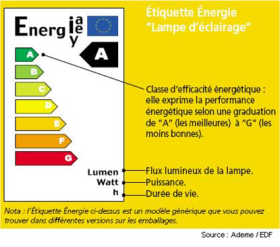 Étiquette Énergie
"Lampe d'éclairage"
Energ
ie
y
a
A
A
B
C
D
E
F
G
Classe d'efficacité énergétique :
elle exprime la performance
énergétique selon une graduation
de "A" (les meilleures) à "G" (les
moins bonnes).
Lumen
Flux lumineux de la lampe.
Watt
Puissance.
h
Durée de vie.
Nota : l'Étiquette Énergie ci-dessus est un modèle générique que vous pouvez
trouver dans différentes versions sur les emballages.
Source : Ademe / EDF